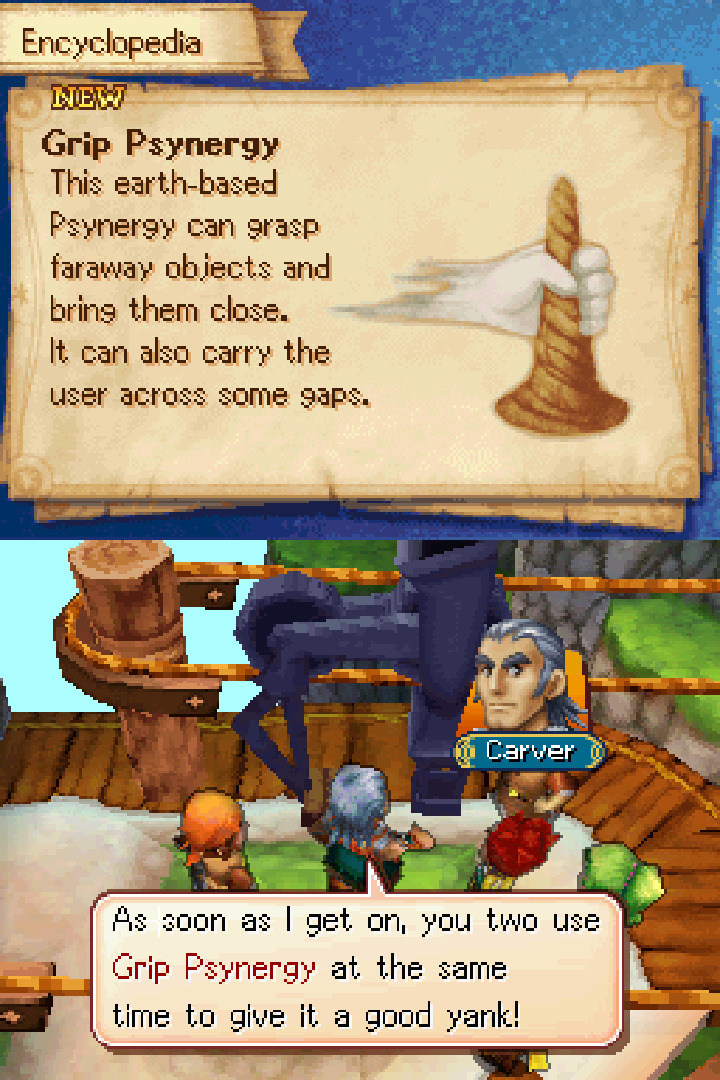 Encyclopedia
NEW
Grip Psynergy
This earth-based
Psynergy can grasp
faraway objects and
bring them close.
It can also carry the
user across some gaps.
Carver
As soon as I get on, you two use
Grip Psynergy at the same
time to give it a good yank!